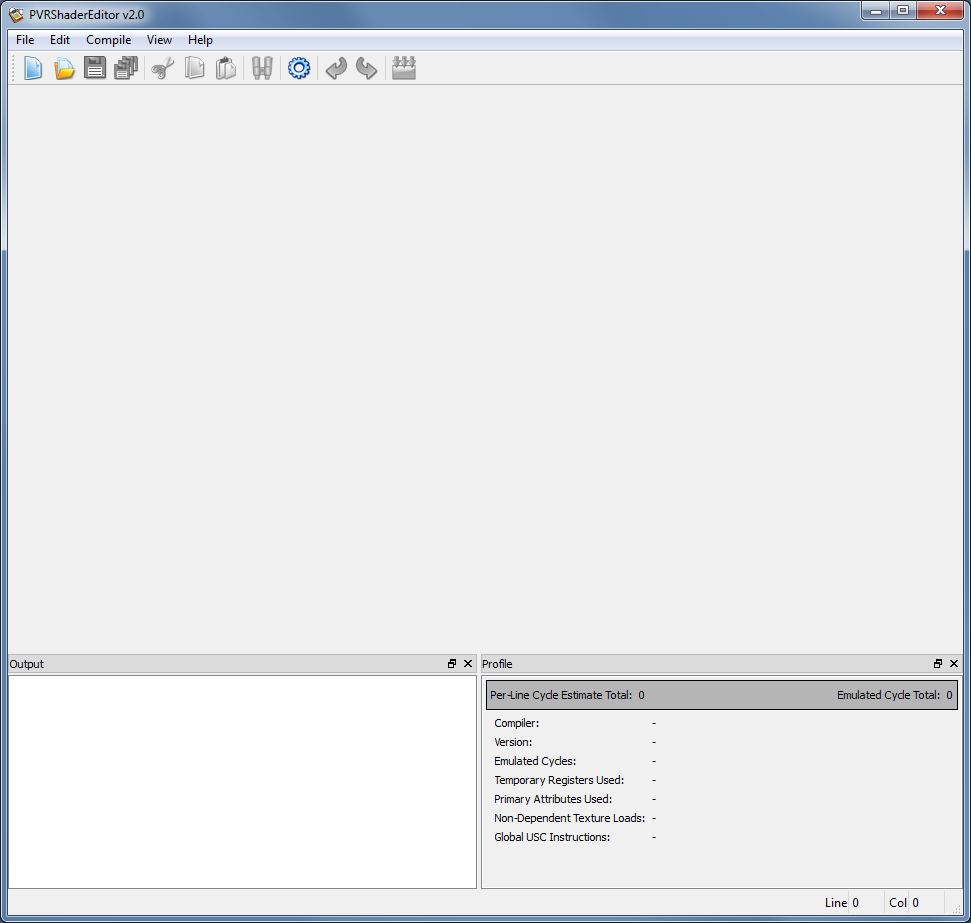 PVRShaderEditor v2.0
File Edit Compile View Help
Output
Profile
Per-Line Cycle Estimate Total: 0 Emulated Cycle Total: 0
Compiler: -
Version: -
Emulated Cycles: -
Temporary Registers Used: -
Primary Attributes Used: -
Non-Dependent Texture Loads: -
Global USC Instructions: -
Line 0 Col 0